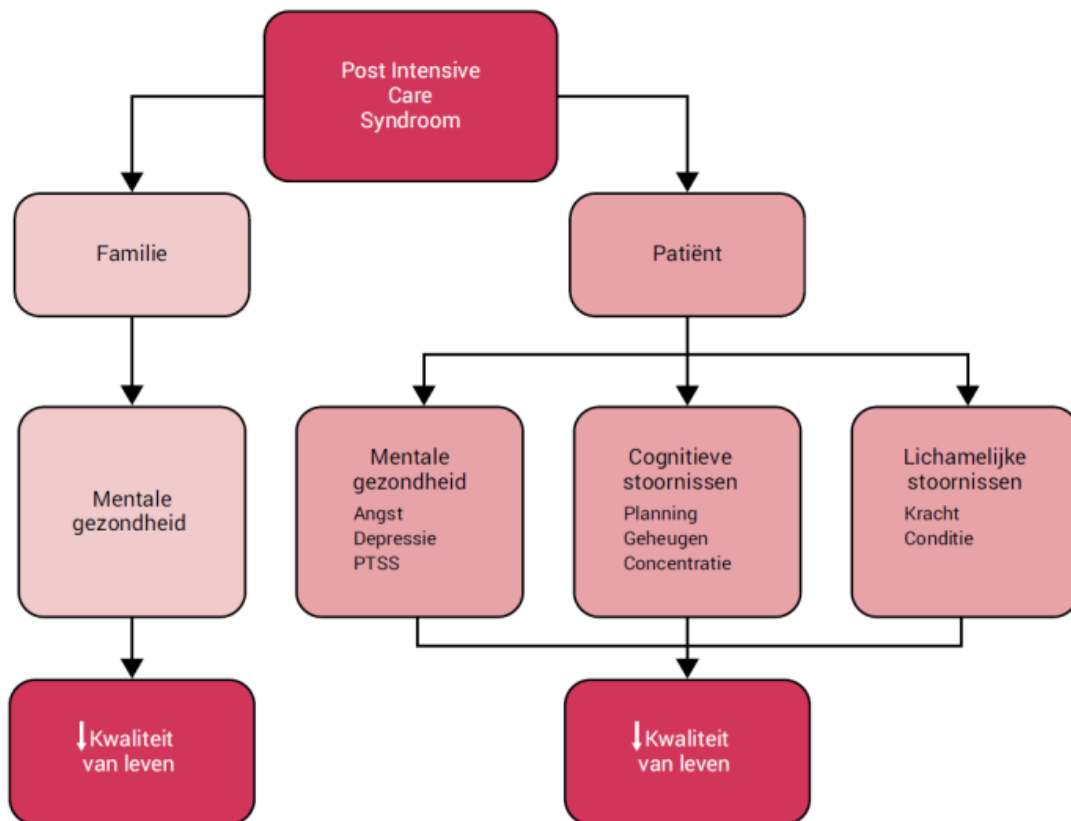 Post Intensive
Care
Syndroom
Familie
Patiënt
Mentale
gezondheid
Mentale
gezondheid
Angst
Depressie
PTSS
Cognitieve
stoornissen
Planning
Geheugen
Concentratie
Lichamelijke
stoornissen
Kracht
Conditie
↓Kwaliteit
van leven
↓Kwaliteit
van leven